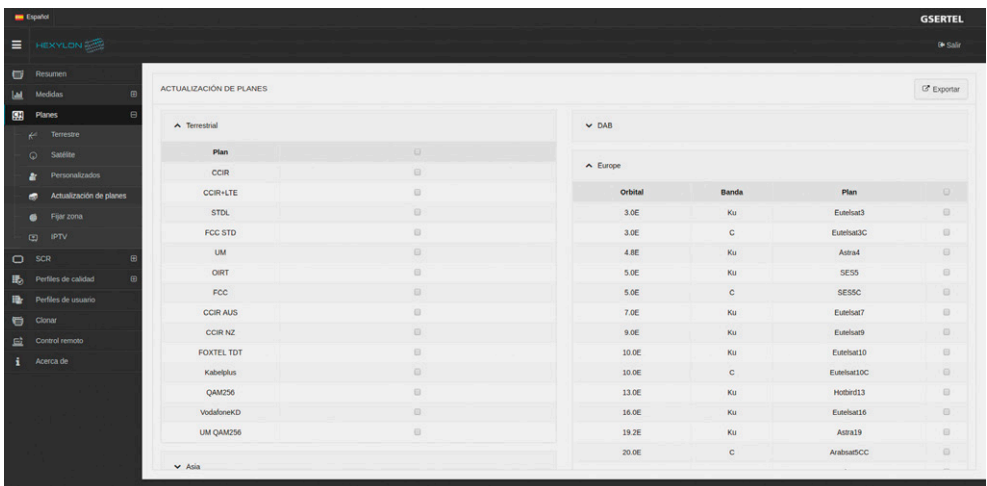 Español
GSERTEL
HEXYLON
Salir
Resumen
Medidas
Planes
Terrestre
Satélite
Personalizados
Actualización de planes
Fijar zona
IPTV
SCR
Perfiles de calidad
Perfiles de usuario
Clonar
Control remoto
Acerca de
ACTUALIZACIÓN DE PLANES
Exportar
Terrestrial
Plan
CCIR
CCIR+LTE
STDL
FCC STD
UM
OIRT
FCC
CCIR AUS
CCIR NZ
FOXTEL TDT
Kabelplus
QAM256
VodafoneKD
UM QAM256
Asia
DAB
Europe
Orbital Banda Plan
3.0E Ku Eutelsat3
3.0E C Eutelsat3C
4.8E Ku Astra4
5.0E Ku SES5
5.0E C SES5C
7.0E Ku Eutelsat7
9.0E Ku Eutelsat9
10.0E Ku Eutelsat10
10.0E C Eutelsat10C
13.0E Ku Hotbird13
16.0E Ku Eutelsat16
19.2E Ku Astra19
20.0E C Arabsat5CC